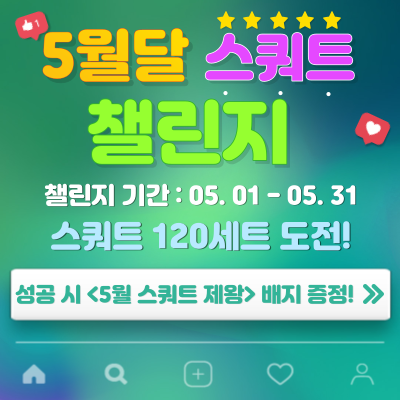 1
5월달 스쿼트
챌린지
챌린지 기간 : 05. 01 - 05. 31
스쿼트 120세트 도전!
성공 시 <5월 스쿼트 제왕> 배지 증정! >>